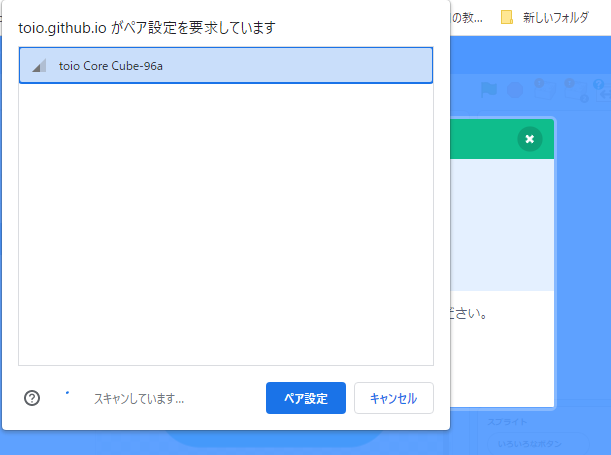 toio.github.io がペア設定を要求しています
の教...
新しいフォルダ
toio Core Cube-96a
ださい。
スキャンしています...
ペア設定
キャンセル
スプライト
いろいろなボタン